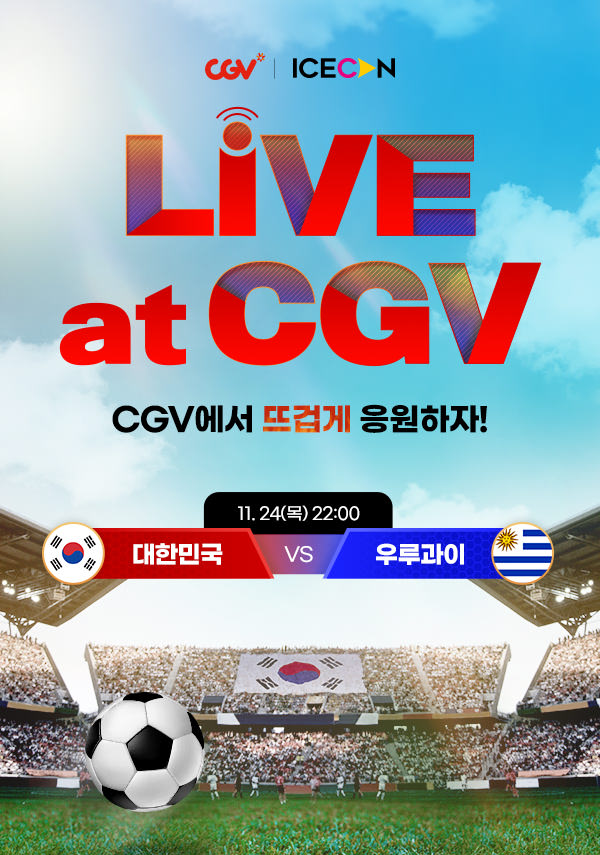 CGV | ICECON
LiVE
at CGV
CGV에서 뜨겁게 응원하자!
11. 24(목) 22:00
대한민국 VS 우루과이